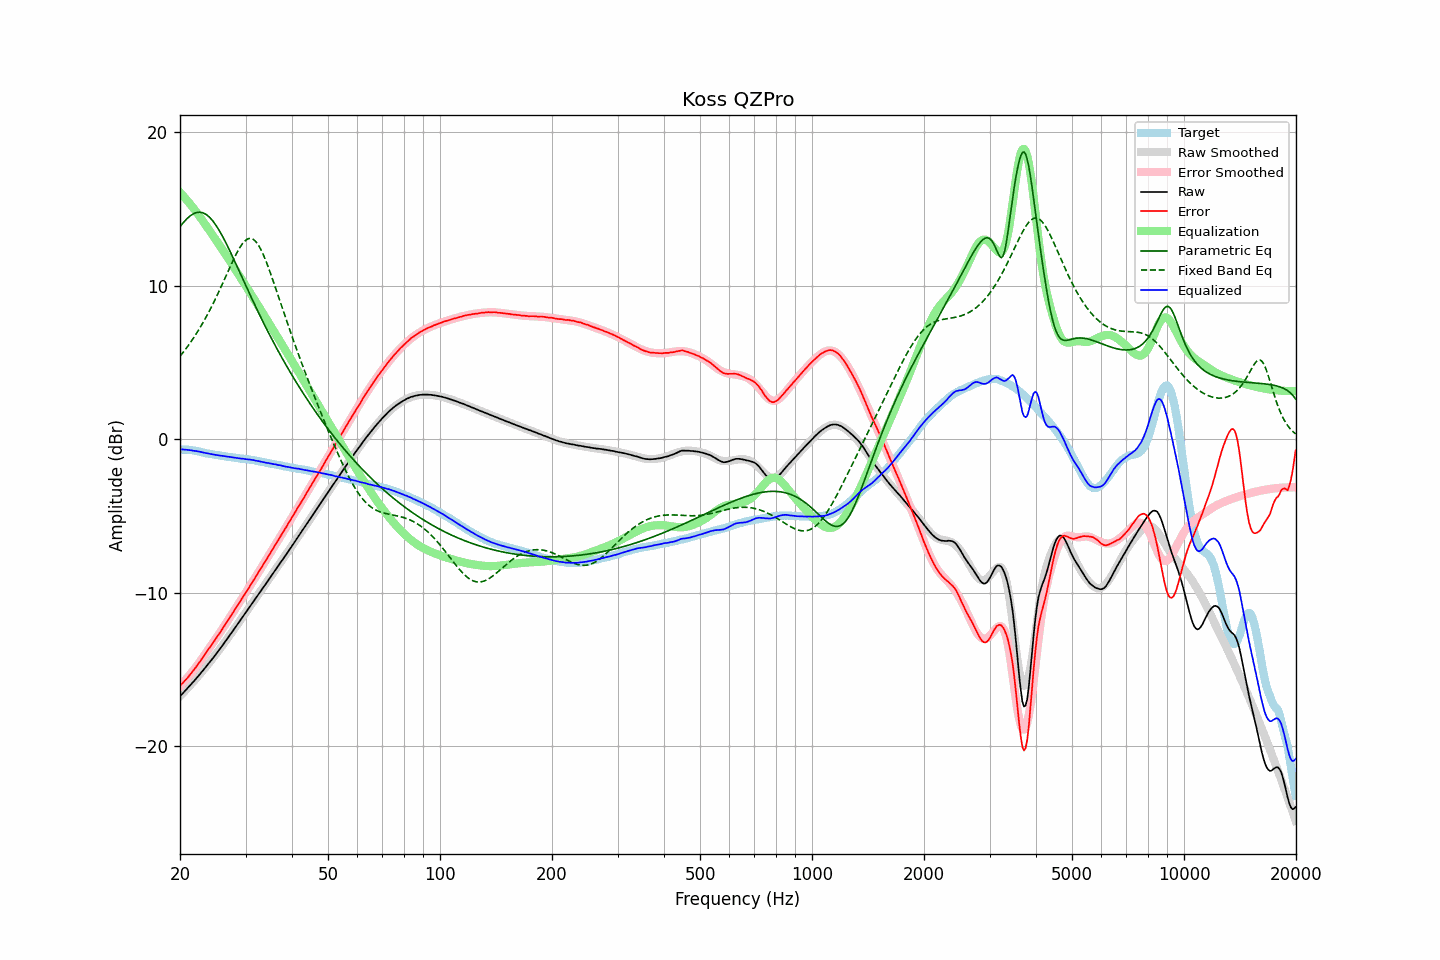 Koss QZPro
Amplitude (dBr)
20
10
0
−10
−20
Target
Raw Smoothed
Error Smoothed
Raw
Error
Equalization
Parametric Eq
Fixed Band Eq
Equalized
20 50 100 200 500 1000 2000 5000 10000 20000
Frequency (Hz)